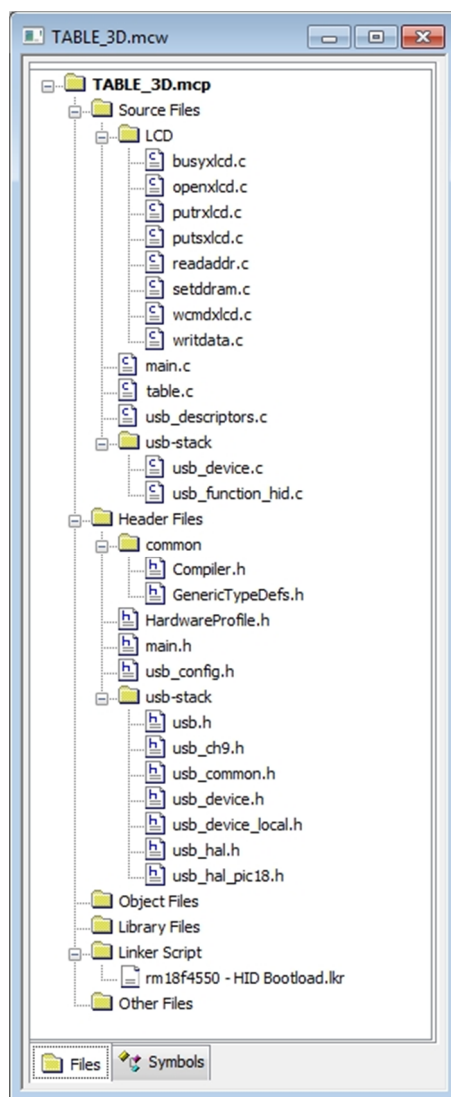 TABLE_3D.mcw
TABLE_3D.mcp
Source Files
LCD
busyxlcd.c
openxlcd.c
putrxlcd.c
putsxlcd.c
readaddr.c
setddram.c
wcmdxlcd.c
writdata.c
main.c
table.c
usb_descriptors.c
usb-stack
usb_device.c
usb_function_hid.c
Header Files
common
Compiler.h
GenericTypeDefs.h
HardwareProfile.h
main.h
usb_config.h
usb-stack
usb.h
usb_ch9.h
usb_common.h
usb_device.h
usb_device_local.h
usb_hal.h
usb_hal_pic18.h
Object Files
Library Files
Linker Script
rm18f4550 - HID Bootload.lkr
Other Files
Files Symbols